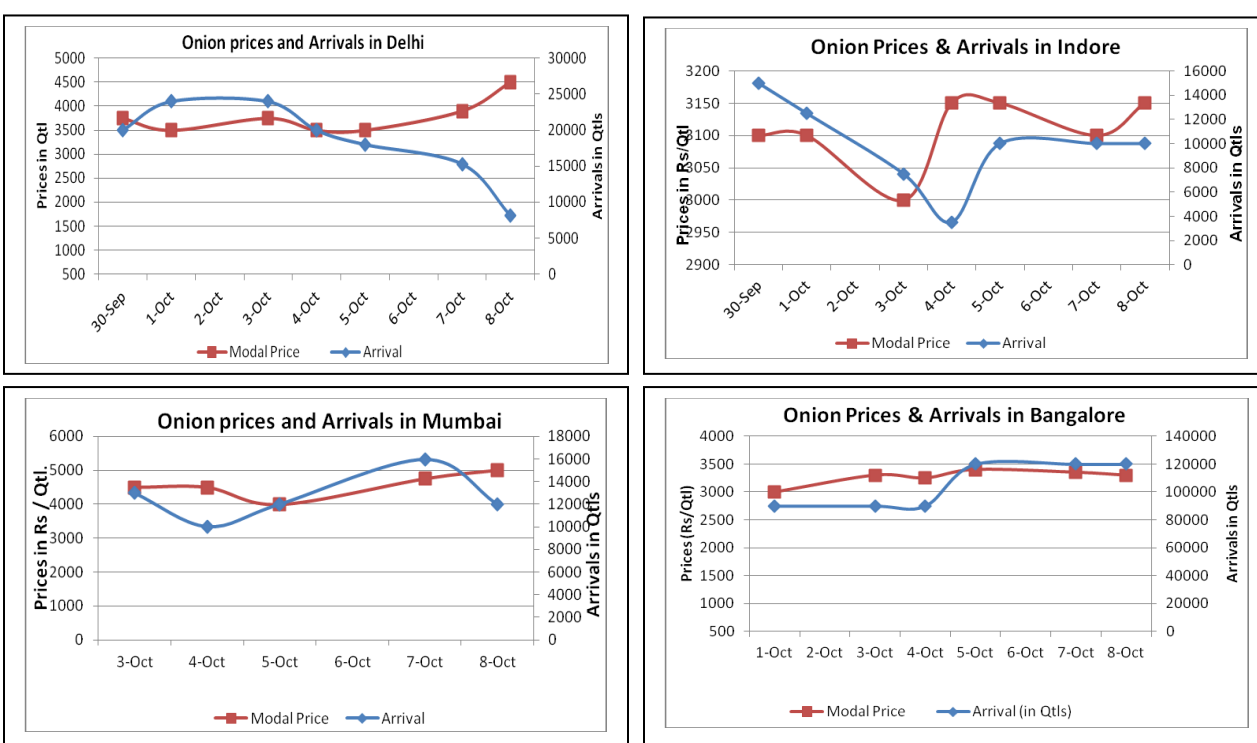 Onion prices and Arrivals in Delhi
Prices in Qtl
5000
4500
4000
3500
3000
2500
2000
1500
1000
500
30000
25000
20000
15000
10000
5000
0
Arrivals in Qtls
30-Sep
1-Oct
2-Oct
3-Oct
4-Oct
5-Oct
6-Oct
7-Oct
8-Oct
Modal Price
Arrival
Onion Prices & Arrivals in Indore
Prices in Rs/Qtl
3200
3150
3100
3050
3000
2950
2900
16000
14000
12000
10000
8000
6000
4000
2000
0
Arrivals in Qtls
30-Sep
1-Oct
2-Oct
3-Oct
4-Oct
5-Oct
6-Oct
7-Oct
8-Oct
Modal Price
Arrival
Onion prices and Arrivals in Mumbai
Prices in Rs / Qtl.
6000
5000
4000
3000
2000
1000
0
18000
16000
14000
12000
10000
8000
6000
4000
2000
0
Arrivals in Qtls
3-Oct
4-Oct
5-Oct
6-Oct
7-Oct
8-Oct
Modal Price
Arrival
Onion Prices & Arrivals in Bangalore
Prices (Rs/Qtl)
4000
3500
3000
2500
2000
1500
1000
500
140000
120000
100000
80000
60000
40000
20000
0
Arrivals in Qtls
1-Oct
2-Oct
3-Oct
4-Oct
5-Oct
6-Oct
7-Oct
8-Oct
Modal Price
Arrival (in Qtls)